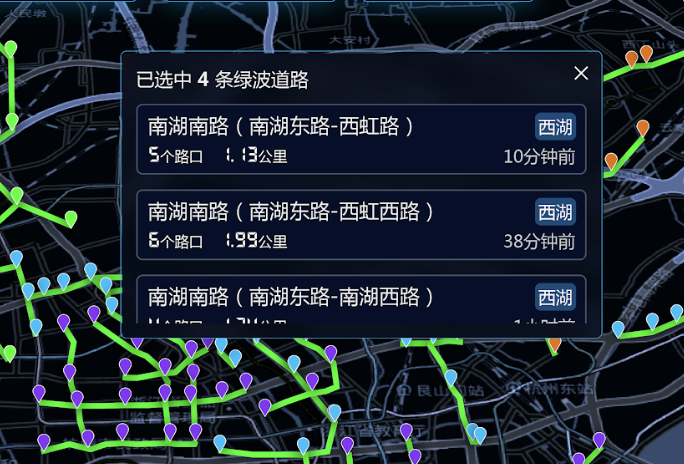 大安村
已选中 4 条绿波道路
南湖南路（南湖东路-西虹路） 西湖
5个路口 1.13公里 10分钟前
南湖南路（南湖东路-西虹西路） 西湖
6个路口 1.99公里 38分钟前
南湖南路（南湖东路-南湖西路） 西湖
艮山门站 杭州东站